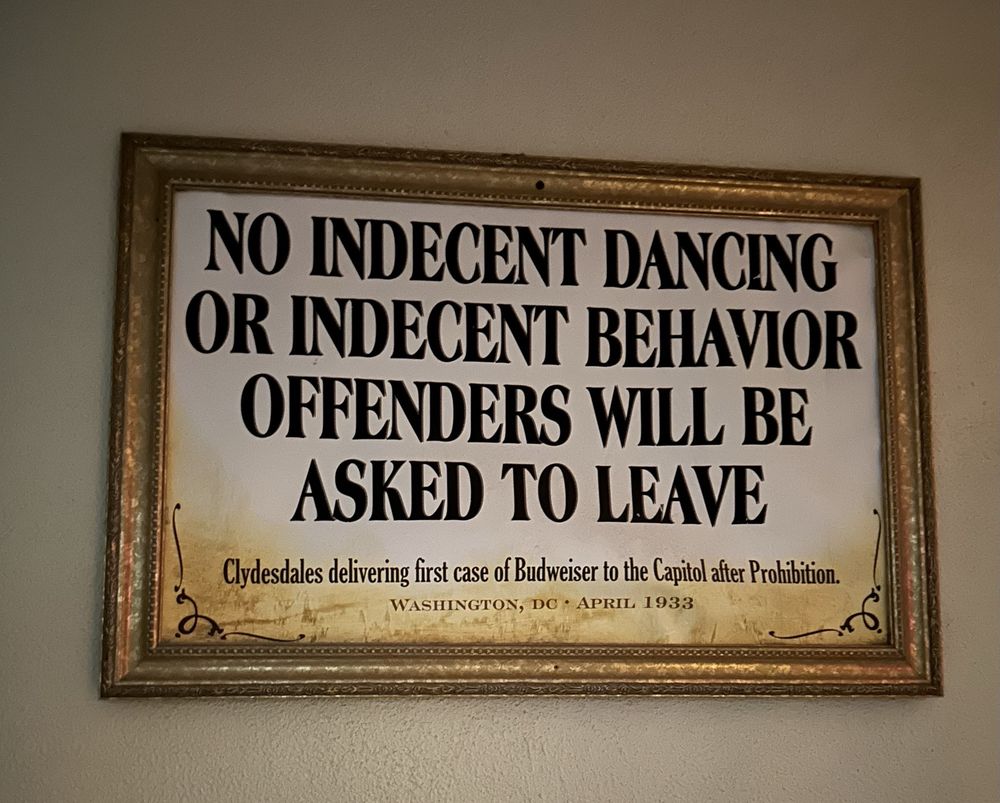 NO INDECENT DANCING
OR INDECENT BEHAVIOR
OFFENDERS WILL BE
ASKED TO LEAVE
Clydesdales delivering first case of Budweiser to the Capitol after Prohibition.
WASHINGTON, DC · APRIL 1933